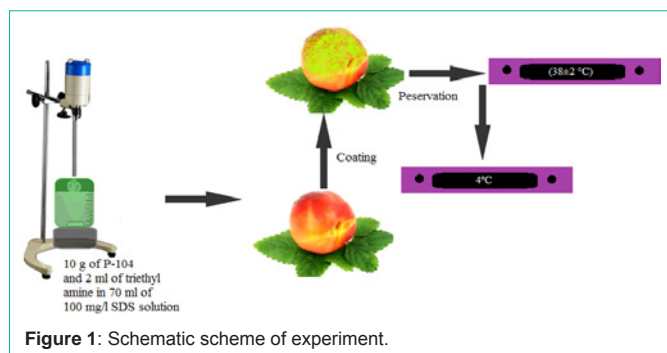 10 g of P-104
and 2 ml of triethyl
amine in 70 ml of
100 mg/l SDS solution
Coating
Peservation
(38±2 °C)
4°C
Figure 1: Schematic scheme of experiment.